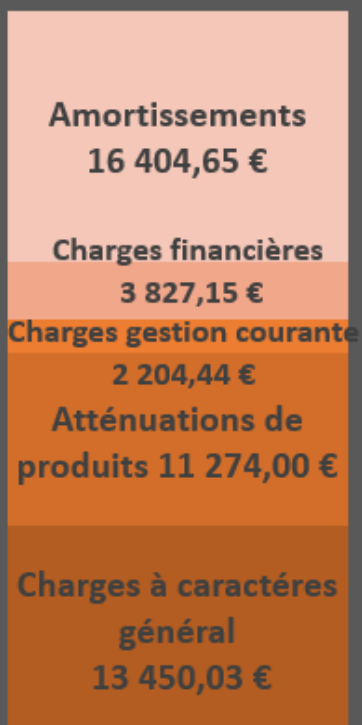 Amortissements
16 404,65 €
Charges financières
3 827,15 €
Charges gestion courante
2 204,44 €
Atténuations de
produits 11 274,00 €
Charges à caractéres
général
13 450,03 €